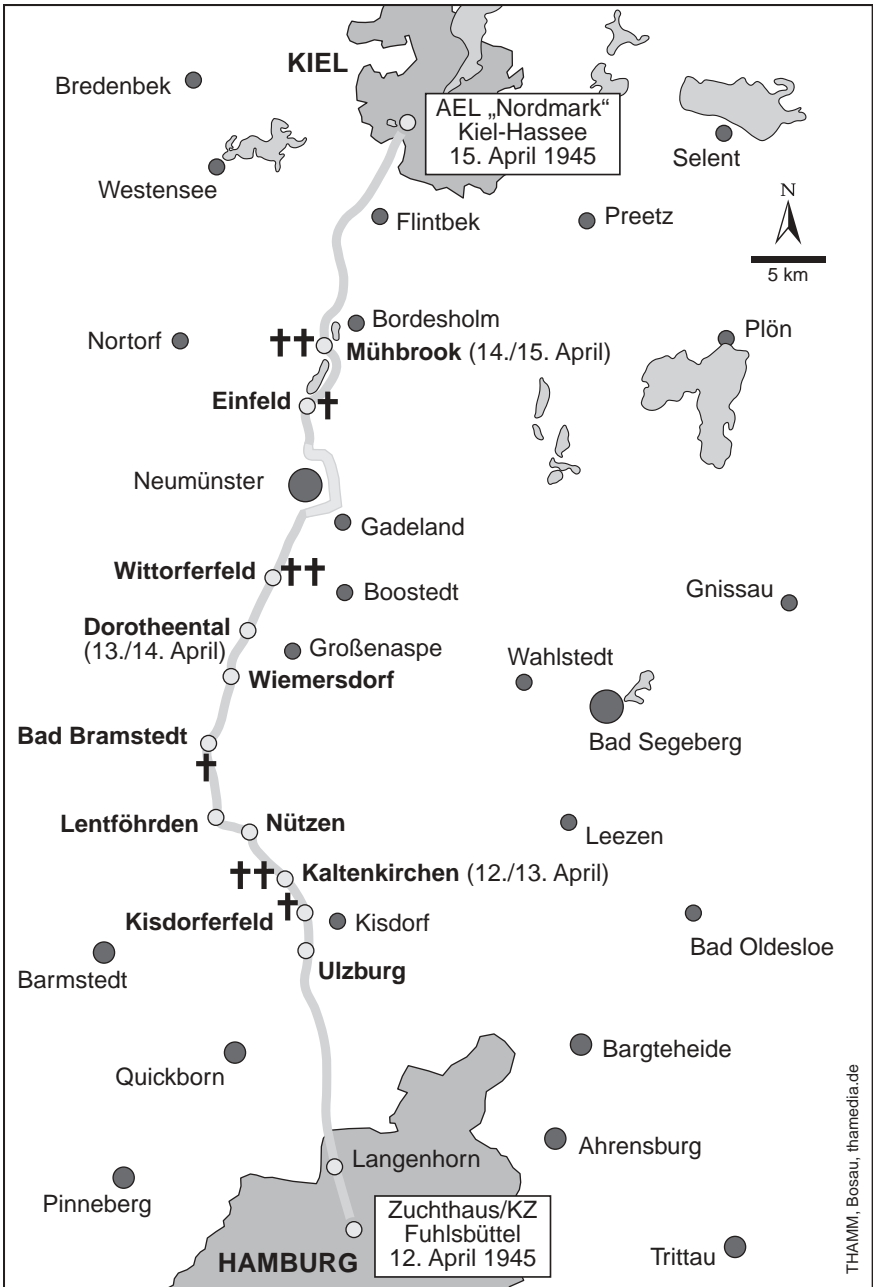 KIEL
Bredenbek
AEL „Nordmark“
Kiel-Hassee
15. April 1945
Selent
Westensee
N
Flintbek
Preetz
5 km
Bordesholm
Plön
Nortorf
Mühbrook (14./15. April)
Einfeld
Neumünster
Gadeland
Wittorferfeld
Boostedt
Gnissau
Dorotheental
(13./14. April)
Großenaspe
Wahlstedt
Wiemersdorf
Bad Bramstedt
Bad Segeberg
Lentföhrden
Nützen
Leezen
Kaltenkirchen (12./13. April)
Kisdorferfeld
Kisdorf
Bad Oldesloe
Barmstedt
Ulzburg
Bargteheide
Quickborn
Ahrensburg
Langenhorn
Pinneberg
Zuchthaus/KZ
Fuhlsbüttel
12. April 1945
HAMBURG
Trittau
THAMM, Bosau, thamedia.de